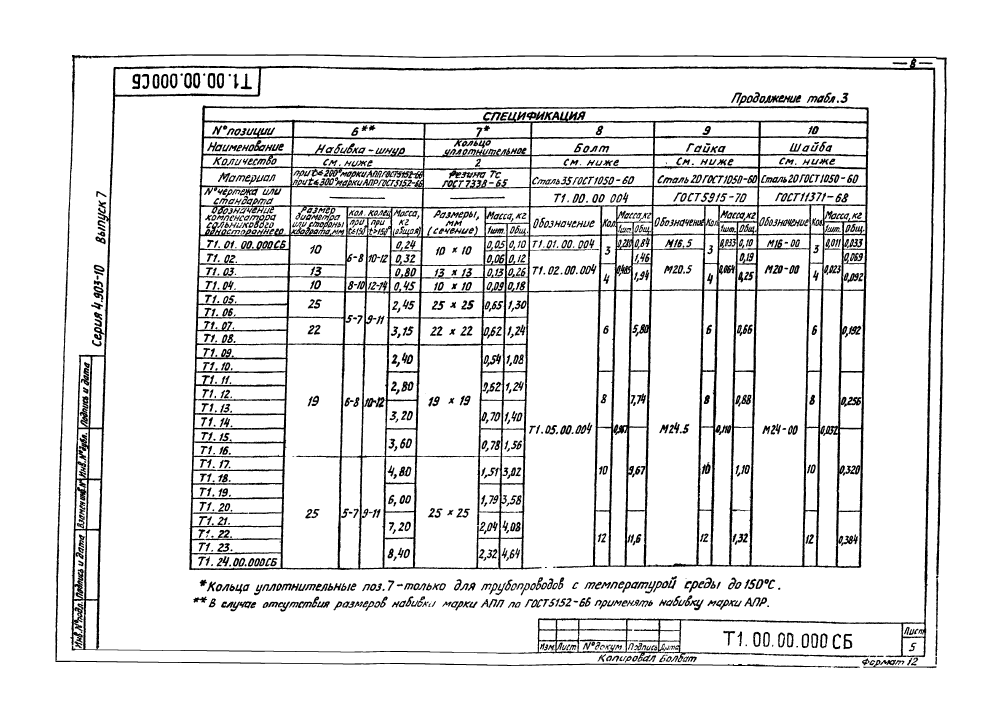 8
Т1.00.00.000СБ
Выпуск 7
Серия 4.903-10
Продолжение табл.3
СПЕЦИФИКАЦИЯ
N° позиции 6** 7* 8 9 10
Наименование Набивка-шнур Кольцо уплотнительное Болт Гайка Шайба
Количество см. ниже 2 см. ниже см. ниже см. ниже
Материал при t≤200° марки АПП ГОСТ5152-66 при t≤300° марки АПР ГОСТ5152-66 Резина ТС ГОСТ 7338-65 Сталь35 ГОСТ1050-60 Сталь 20 ГОСТ1050-60 Сталь 20 ГОСТ1050-60
N° чертежа или стандарта Т1. 00. 00 004 ГОСТ5915-70 ГОСТ11371-68
Обозначение компенсатора сальникового одностороннего Размер диаметра или стороны квадрата, мм Кол. колец при t≤150° при t>150° Масса, кг (общая) Размеры, мм (сечение) Масса, кг 1шт. Общ. Обозначение Кол. Масса, кг 1шт. Общ. Обозначение Кол. Масса, кг 1шт. Общ. Обозначение Кол. Масса, кг 1шт. Общ.
Т1. 01. 00.000СБ 10 6-8 10-12 0,24 10 × 10 0,05 0,10 Т1. 01.00.004 3 0,280 0,84 М16.5 3 0,033 0,10 М16-00 3 0,011 0,033
Т1. 02. 0,32 0,06 0,12 1,46 0,19 0,069
Т1. 03. 13 0,80 13 × 13 0,13 0,26 Т1. 02.00.004 4 0,485 1,94 М20.5 4 0,064 0,25 М20-00 4 0,023 0,092
Т1. 04. 10 8-10 12-14 0,45 10 × 10 0,09 0,18
Т1. 05. 25 5-7 9-11 2,45 25 × 25 0,65 1,30
Т1. 06.
Т1. 07. 22 3,15 22 × 22 0,62 1,24 6 5,80 6 0,66 6 0,192
Т1. 08.
Т1. 09. 2,40 0,54 1,08
Т1. 10.
Т1. 11. 2,80 0,62 1,24
Т1. 12.
Т1. 13. 19 6-8 10-12 3,20 19 × 19 0,70 1,40 8 7,74 8 0,88 8 0,256
Т1. 14.
Т1. 15. 3,60 0,78 1,56 Т1.05.00.004 0,967 М24.5 0,110 М24-00 0,032
Т1. 16.
Т1. 17. 4,80 1,51 3,02 10 9,67 10 1,10 10 0,320
Т1. 18.
Т1. 19. 6,00 1,79 3,58
Т1. 20. 25 5-7 9-11 25 × 25
Т1. 21. 7,20 2,04 4,08
Т1. 22. 12 11,6 12 1,32 12 0,384
Т1. 23. 8,40 2,32 4,64
Т1. 24.00.000СБ
*Кольца уплотнительные поз.7-только для трубопроводов с температурой среды до 150°С.
** В случае отсутствия размеров набивки марки АПП по ГОСТ5152-66 применять набивку марки АПР.
Инв.N°подл. Подпись и дата Взамен инв.N° Инв.N°дубл. Подпись и дата
Изм. Лист N°докум. Подпись Дата
Т1.00.00.000 СБ
Лист
5
Копировал Болбат
Формат 12